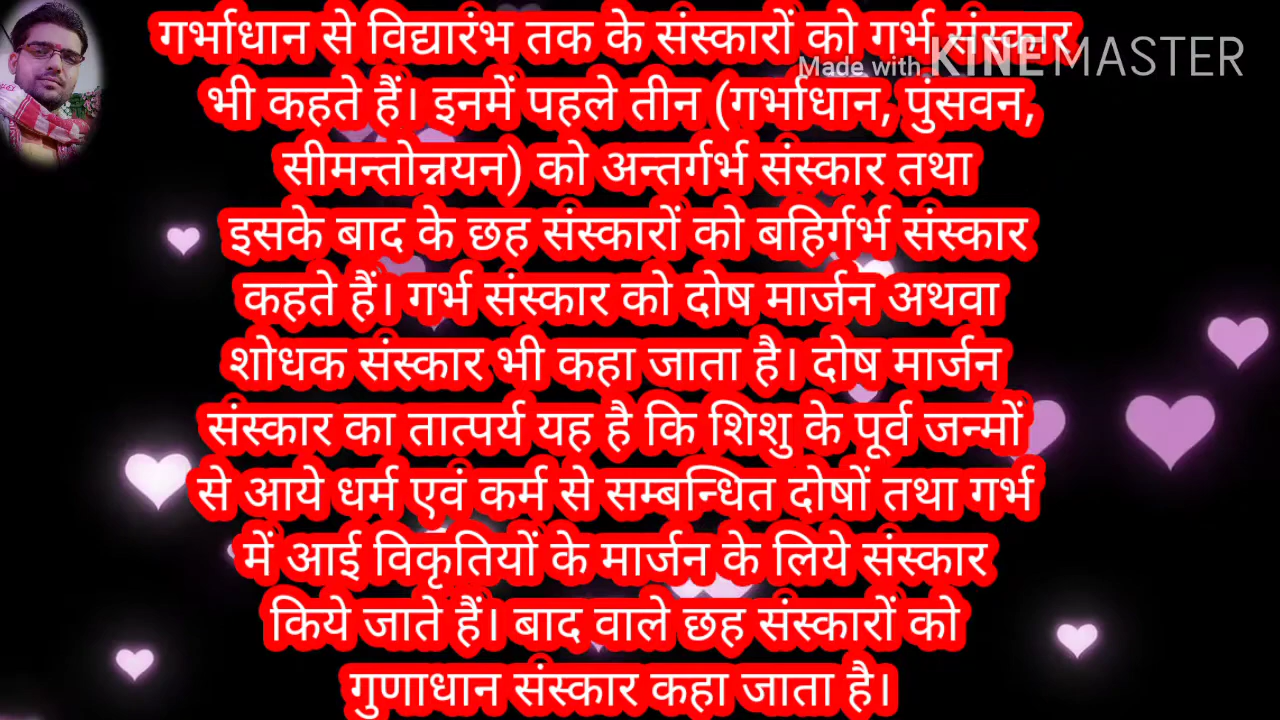 गर्भाधान से विद्यारंभ तक के संस्कारों को गर्भ संस्कार
Made with KINEMASTER
भी कहते हैं। इनमें पहले तीन (गर्भाधान, पुंसवन,
सीमन्तोन्नयन) को अन्तर्गर्भ संस्कार तथा
इसके बाद के छह संस्कारों को बहिर्गर्भ संस्कार
कहते हैं। गर्भ संस्कार को दोष मार्जन अथवा
शोधक संस्कार भी कहा जाता है। दोष मार्जन
संस्कार का तात्पर्य यह है कि शिशु के पूर्व जन्मों
से आये धर्म एवं कर्म से सम्बन्धित दोषों तथा गर्भ
में आई विकृतियों के मार्जन के लिये संस्कार
किये जाते हैं। बाद वाले छह संस्कारों को
गुणाधान संस्कार कहा जाता है।